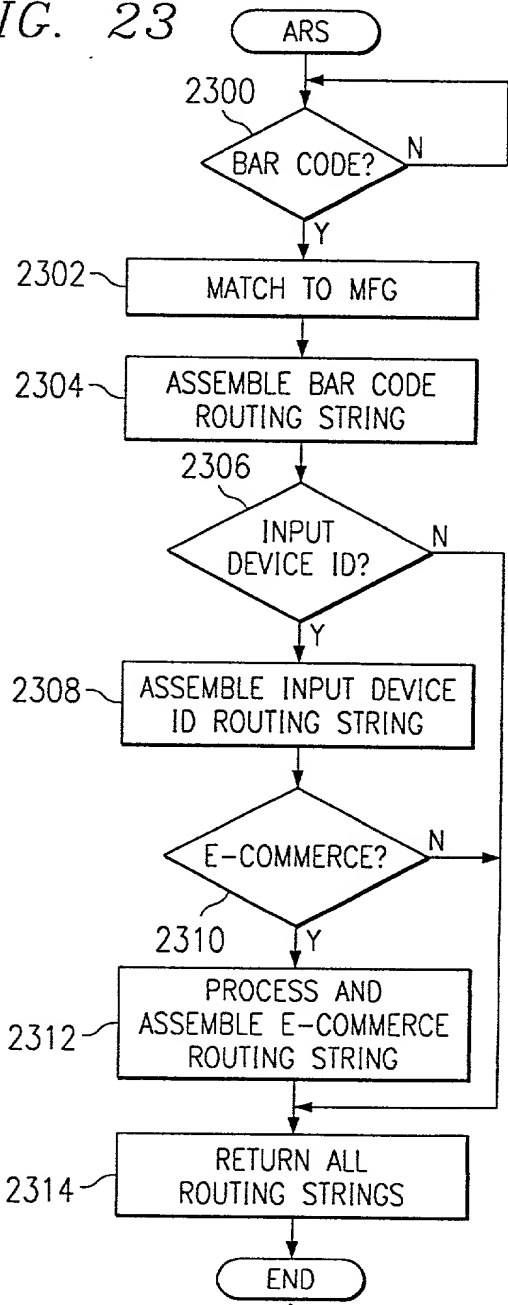 FIG. 23
ARS
2300
BAR CODE?
N
Y
2302
MATCH TO MFG
2304
ASSEMBLE BAR CODE
ROUTING STRING
2306
INPUT
DEVICE ID?
N
Y
2308
ASSEMBLE INPUT DEVICE
ID ROUTING STRING
E-COMMERCE?
N
2310
Y
2312
PROCESS AND
ASSEMBLE E-COMMERCE
ROUTING STRING
2314
RETURN ALL
ROUTING STRINGS
END